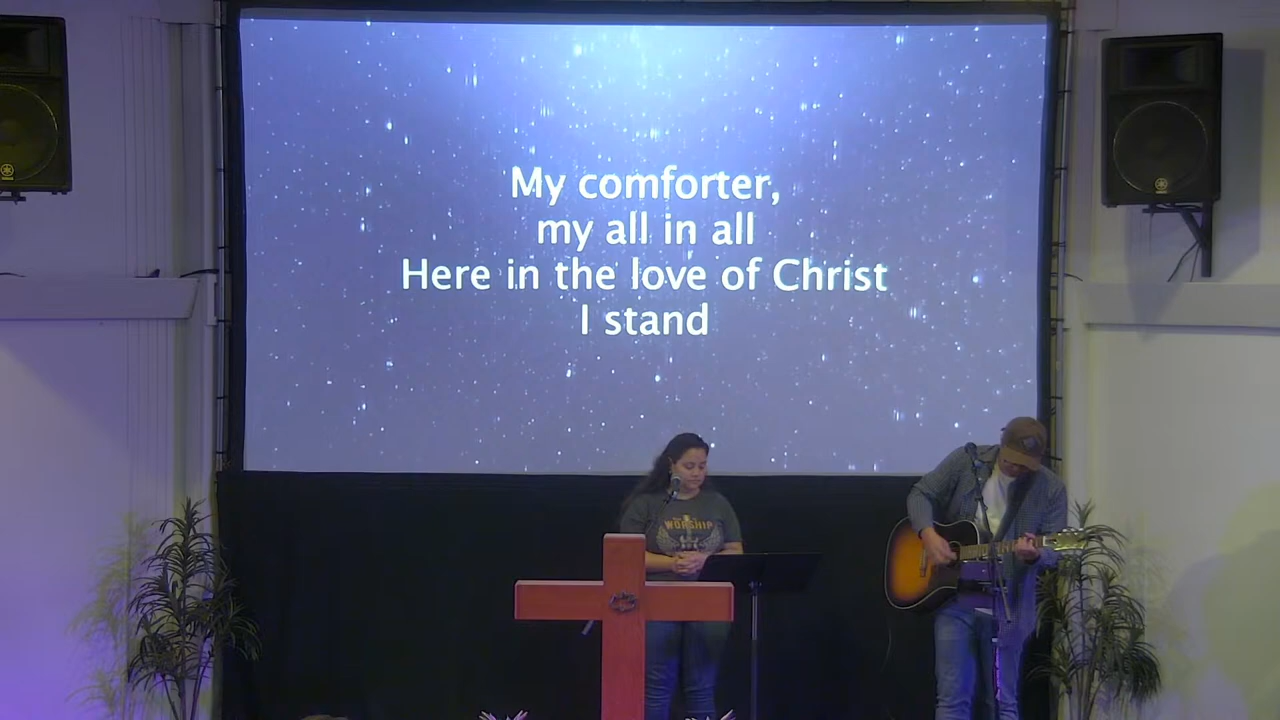 My comforter,
my all in all
Here in the love of Christ
I stand
WORSHIP